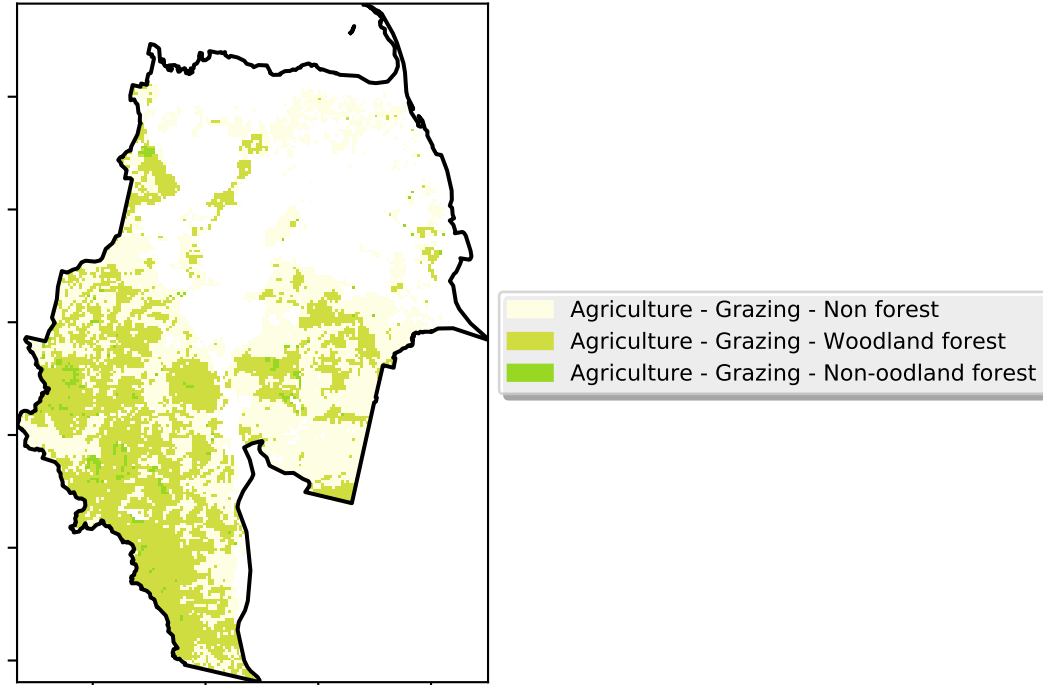 Agriculture - Grazing - Non forest
Agriculture - Grazing - Woodland forest
Agriculture - Grazing - Non-oodland forest